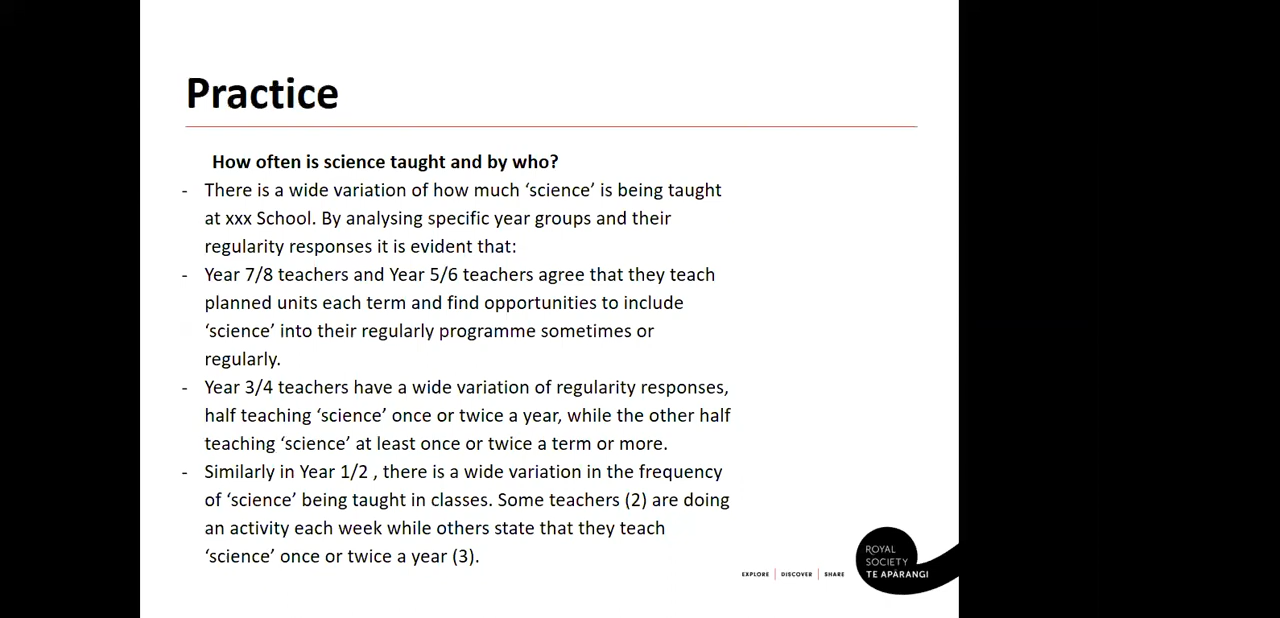 Practice
How often is science taught and by who?
- There is a wide variation of how much ‘science’ is being taught
at xxx School. By analysing specific year groups and their
regularity responses it is evident that:
- Year 7/8 teachers and Year 5/6 teachers agree that they teach
planned units each term and find opportunities to include
‘science’ into their regularly programme sometimes or
regularly.
- Year 3/4 teachers have a wide variation of regularity responses,
half teaching ‘science’ once or twice a year, while the other half
teaching ‘science’ at least once or twice a term or more.
- Similarly in Year 1/2 , there is a wide variation in the frequency
of ‘science’ being taught in classes. Some teachers (2) are doing
an activity each week while others state that they teach
‘science’ once or twice a year (3).
EXPLORE | DISCOVER | SHARE
ROYAL
SOCIETY
TE APĀRANGI